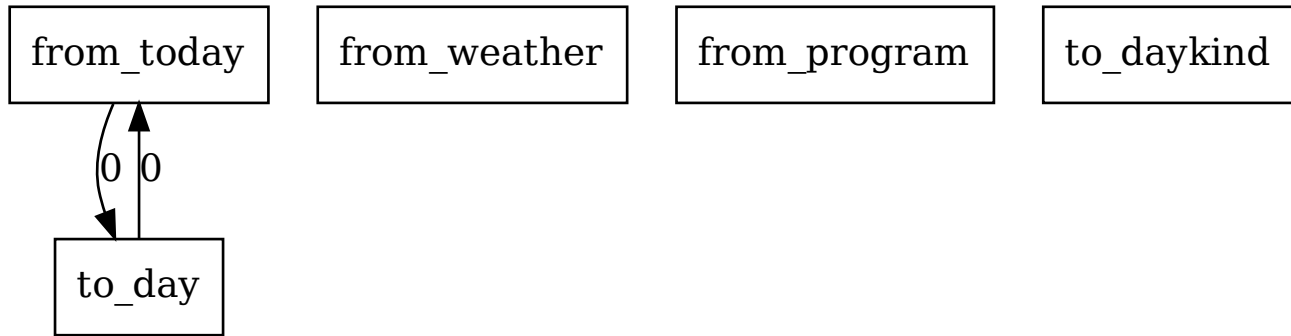 from_today
from_weather
from_program
to_daykind
0
0
to_day